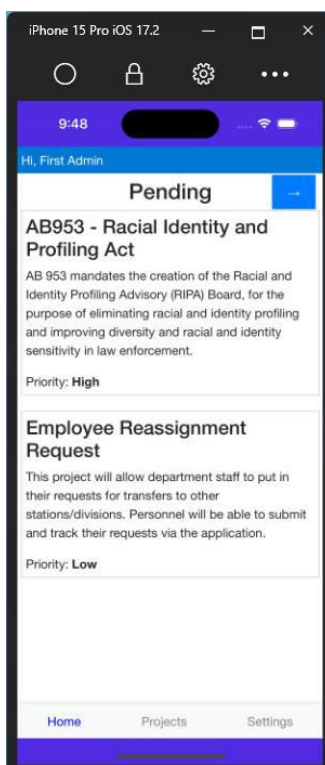 iPhone 15 Pro iOS 17.2
9:48
Hi, First Admin
Pending
→
AB953 - Racial Identity and
Profiling Act
AB 953 mandates the creation of the Racial and
Identity Profiling Advisory (RIPA) Board, for the
purpose of eliminating racial and identity profiling
and improving diversity and racial and identity
sensitivity in law enforcement.
Priority: High
Employee Reassignment
Request
This project will allow department staff to put in
their requests for transfers to other
stations/divisions. Personnel will be able to submit
and track their requests via the application.
Priority: Low
Home Projects Settings